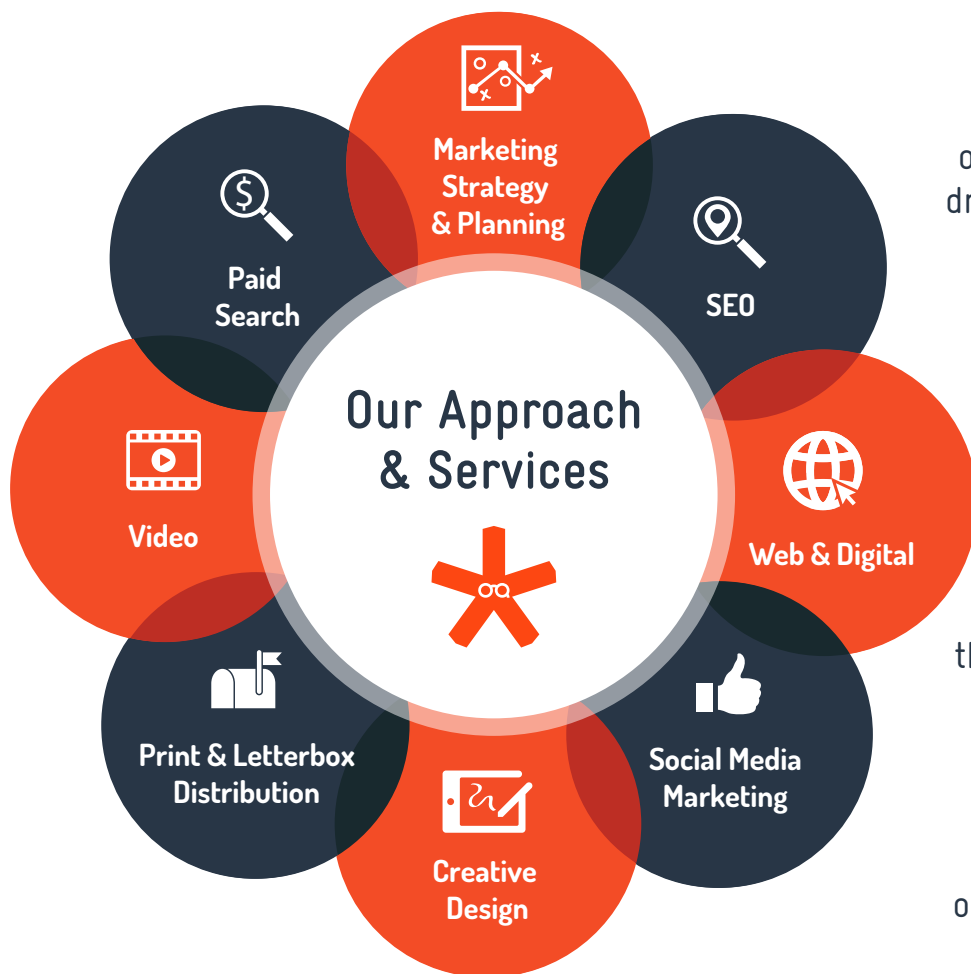 Marketing
Strategy
& Planning
SEO
Web & Digital
Social Media
Marketing
Creative
Design
Print & Letterbox
Distribution
Video
Paid
Search
Our Approach
& Services